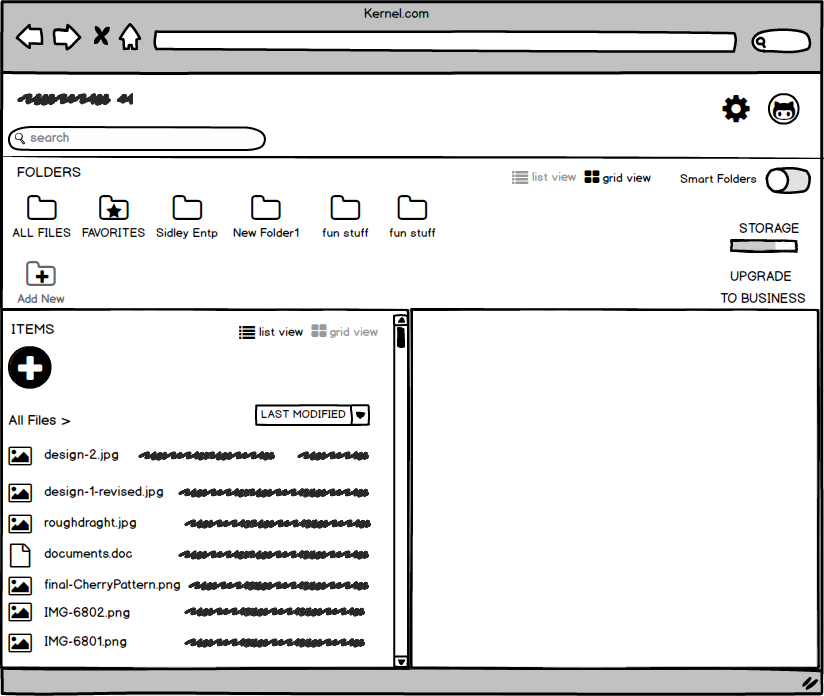 Kernel.com
search
FOLDERS
list view grid view Smart Folders
ALL FILES FAVORITES Sidley Entp New Folder1 fun stuff fun stuff
STORAGE
Add New
UPGRADE
TO BUSINESS
ITEMS list view grid view
All Files > LAST MODIFIED
design-2.jpg
design-1-revised.jpg
roughdraght.jpg
documents.doc
final-CherryPattern.png
IMG-6802.png
IMG-6801.png